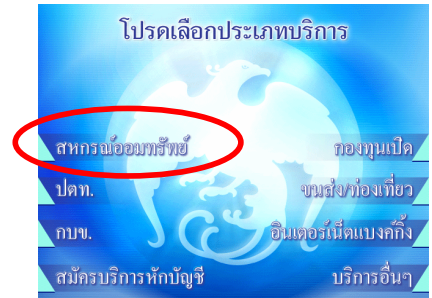 โปรดเลือกประเภทบริการ
สหกรณ์ออมทรัพย์ กองทุนเปิด
ปตท. ขนส่ง/ท่องเที่ยว
กบข. อินเตอร์เน็ตแบงค์กิ้ง
สมัครบริการหักบัญชี บริการอื่นๆ